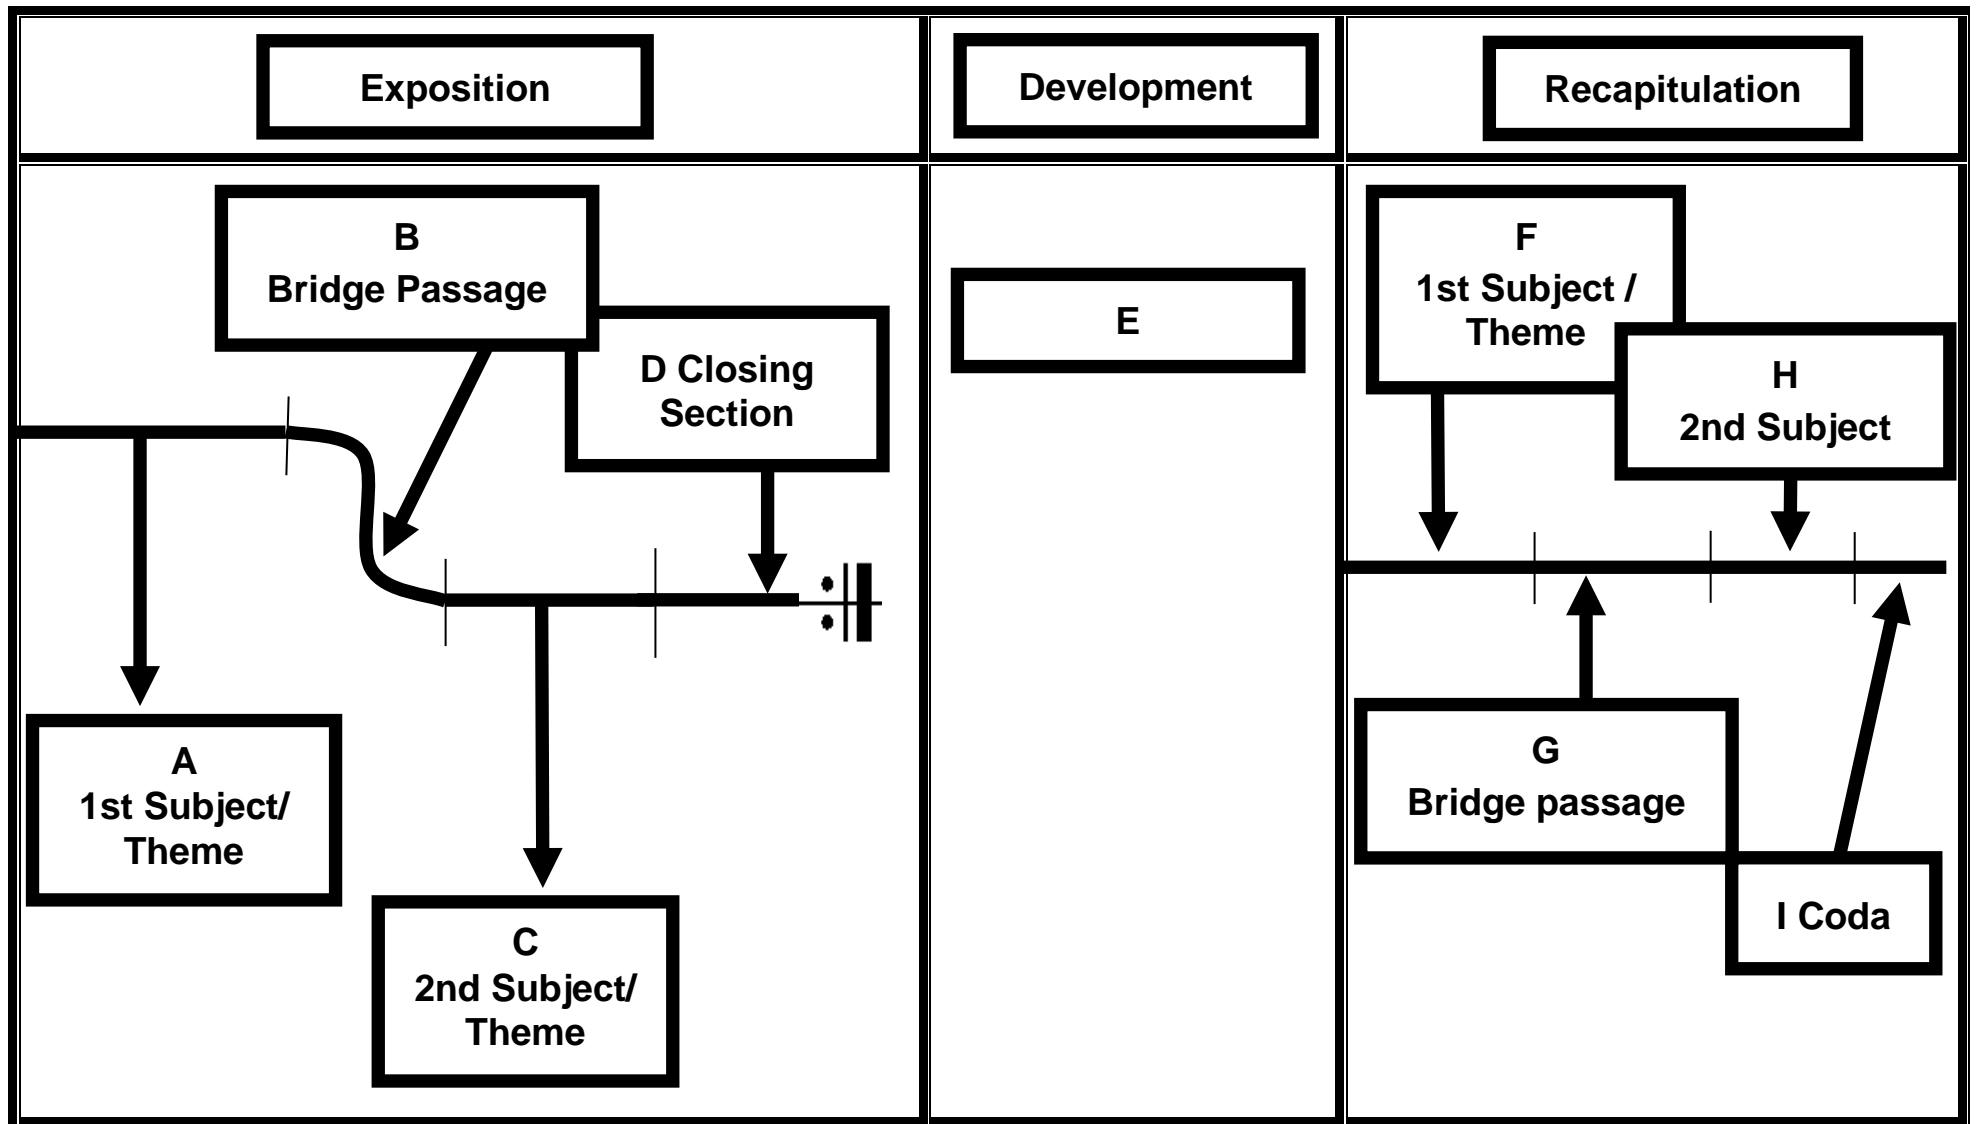 Exposition
Development
Recapitulation
B
Bridge Passage
D Closing
Section
A
1st Subject/
Theme
C
2nd Subject/
Theme
E
F
1st Subject /
Theme
H
2nd Subject
G
Bridge passage
I Coda